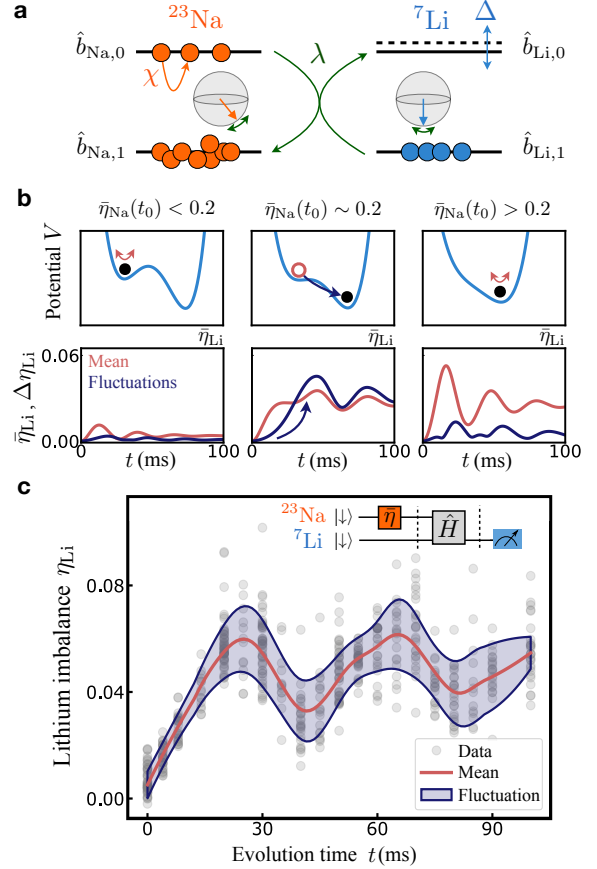 a
²³Na
⁷Li
Δ
b̂Na,0
λ
b̂Li,0
χ
b̂Na,1
b̂Li,1
b
η̄Na(t₀) < 0.2
η̄Na(t₀) ∼ 0.2
η̄Na(t₀) > 0.2
Potential V
η̄Li
η̄Li
η̄Li
η̄Li, ΔηLi
0.06
0.00
Mean
Fluctuations
0
100
0
100
0
100
t (ms)
t (ms)
t (ms)
c
²³Na |↓⟩ η̄
Ĥ
⁷Li |↓⟩
Lithium imbalance ηLi
0.08
0.04
0.00
Data
Mean
Fluctuation
0
30
60
90
Evolution time t (ms)